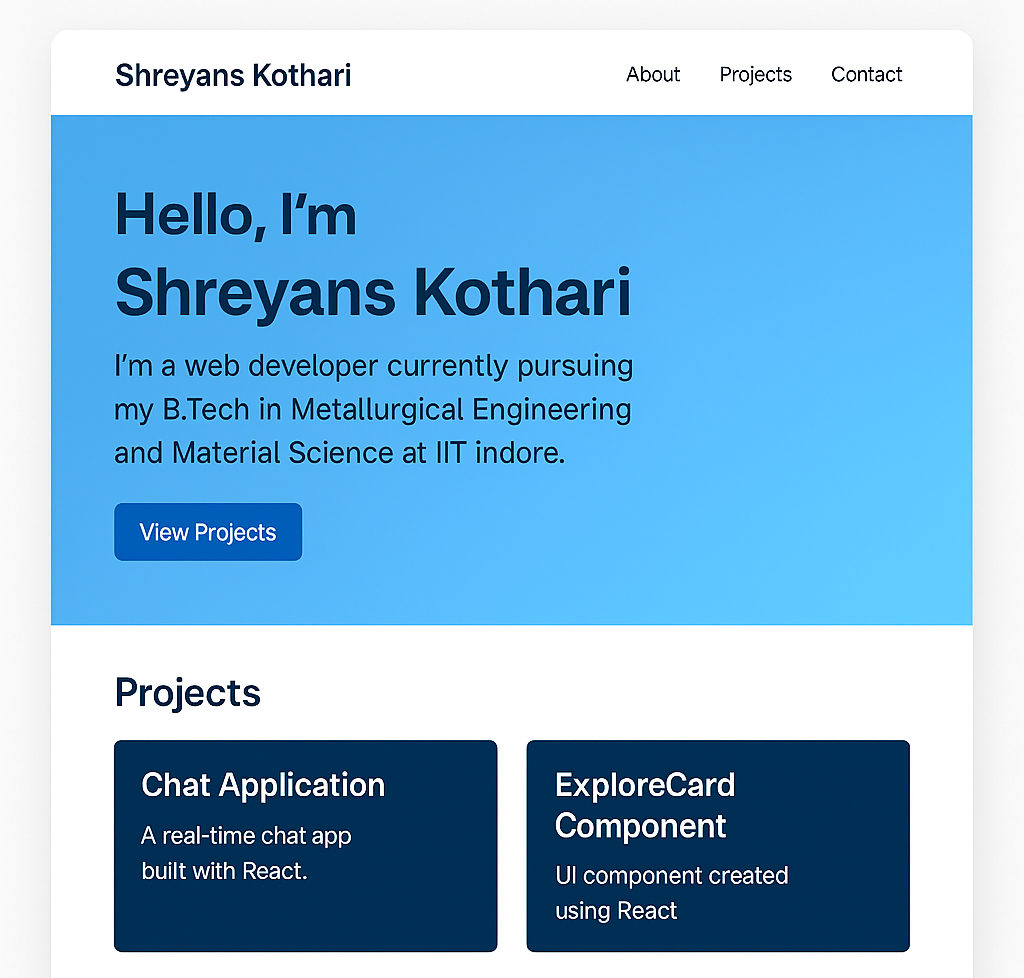 Shreyans Kothari
About Projects Contact
Hello, I’m
Shreyans Kothari
I’m a web developer currently pursuing
my B.Tech in Metallurgical Engineering
and Material Science at IIT indore.
View Projects
Projects
Chat Application
A real-time chat app
built with React.
ExploreCard
Component
UI component created
using React